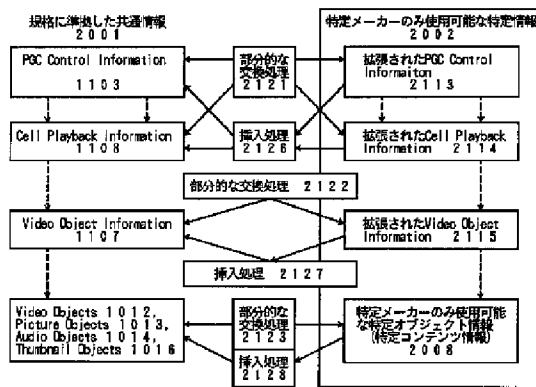 規格に準拠した共通情報
2001
特定メーカーのみ使用可能な特定情報
2002
PGC Control Information
1103
部分的な
交換処理
2121
拡張されたPGC Control
Informaiton
2113
Cell Playback Information
1108
挿入処理
2126
拡張されたCell Playback
Information 2114
部分的な交換処理 2122
Video Object Information
1107
拡張されたVideo Object
Information 2115
挿入処理 2127
Video Objects 1012,
Picture Objects 1013,
Audio Objects 1014,
Thumbnail Objects 1016
部分的な
交換処理
2123
挿入処理
2128
特定メーカーのみ使用可能
な特定オブジェクト情報
(特定コンテンツ情報)
2008